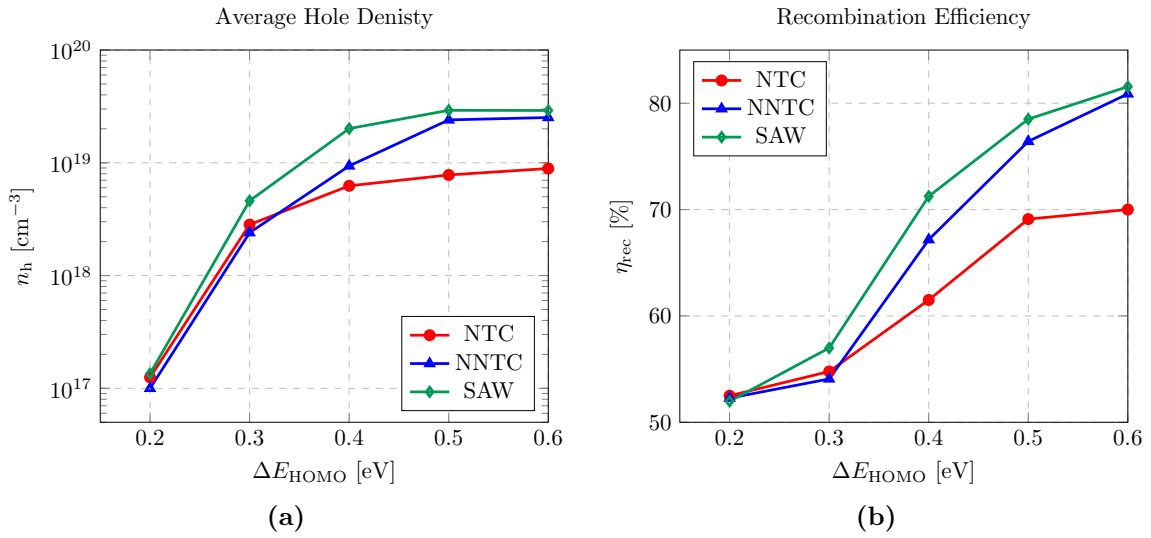 Average Hole Denisty
10^20
10^19
10^18
10^17
n_h [cm^−3]
NTC
NNTC
SAW
0.2 0.3 0.4 0.5 0.6
ΔE_HOMO [eV]
(a)
Recombination Efficiency
NTC
NNTC
SAW
80
70
60
50
η_rec [%]
0.2 0.3 0.4 0.5 0.6
ΔE_HOMO [eV]
(b)